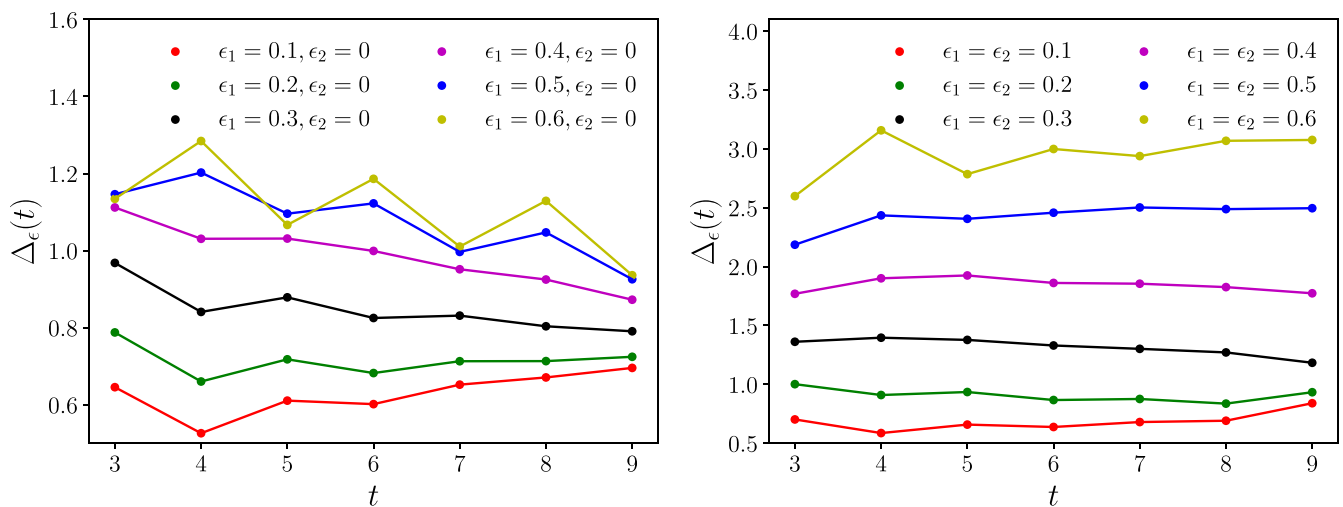 1.6
1.4
1.2
1.0
0.8
0.6
Δ_ϵ(t)
ϵ₁ = 0.1, ϵ₂ = 0
ϵ₁ = 0.2, ϵ₂ = 0
ϵ₁ = 0.3, ϵ₂ = 0
ϵ₁ = 0.4, ϵ₂ = 0
ϵ₁ = 0.5, ϵ₂ = 0
ϵ₁ = 0.6, ϵ₂ = 0
3 4 5 6 7 8 9
t
4.0
3.5
3.0
2.5
2.0
1.5
1.0
0.5
Δ_ϵ(t)
ϵ₁ = ϵ₂ = 0.1
ϵ₁ = ϵ₂ = 0.2
ϵ₁ = ϵ₂ = 0.3
ϵ₁ = ϵ₂ = 0.4
ϵ₁ = ϵ₂ = 0.5
ϵ₁ = ϵ₂ = 0.6
3 4 5 6 7 8 9
t